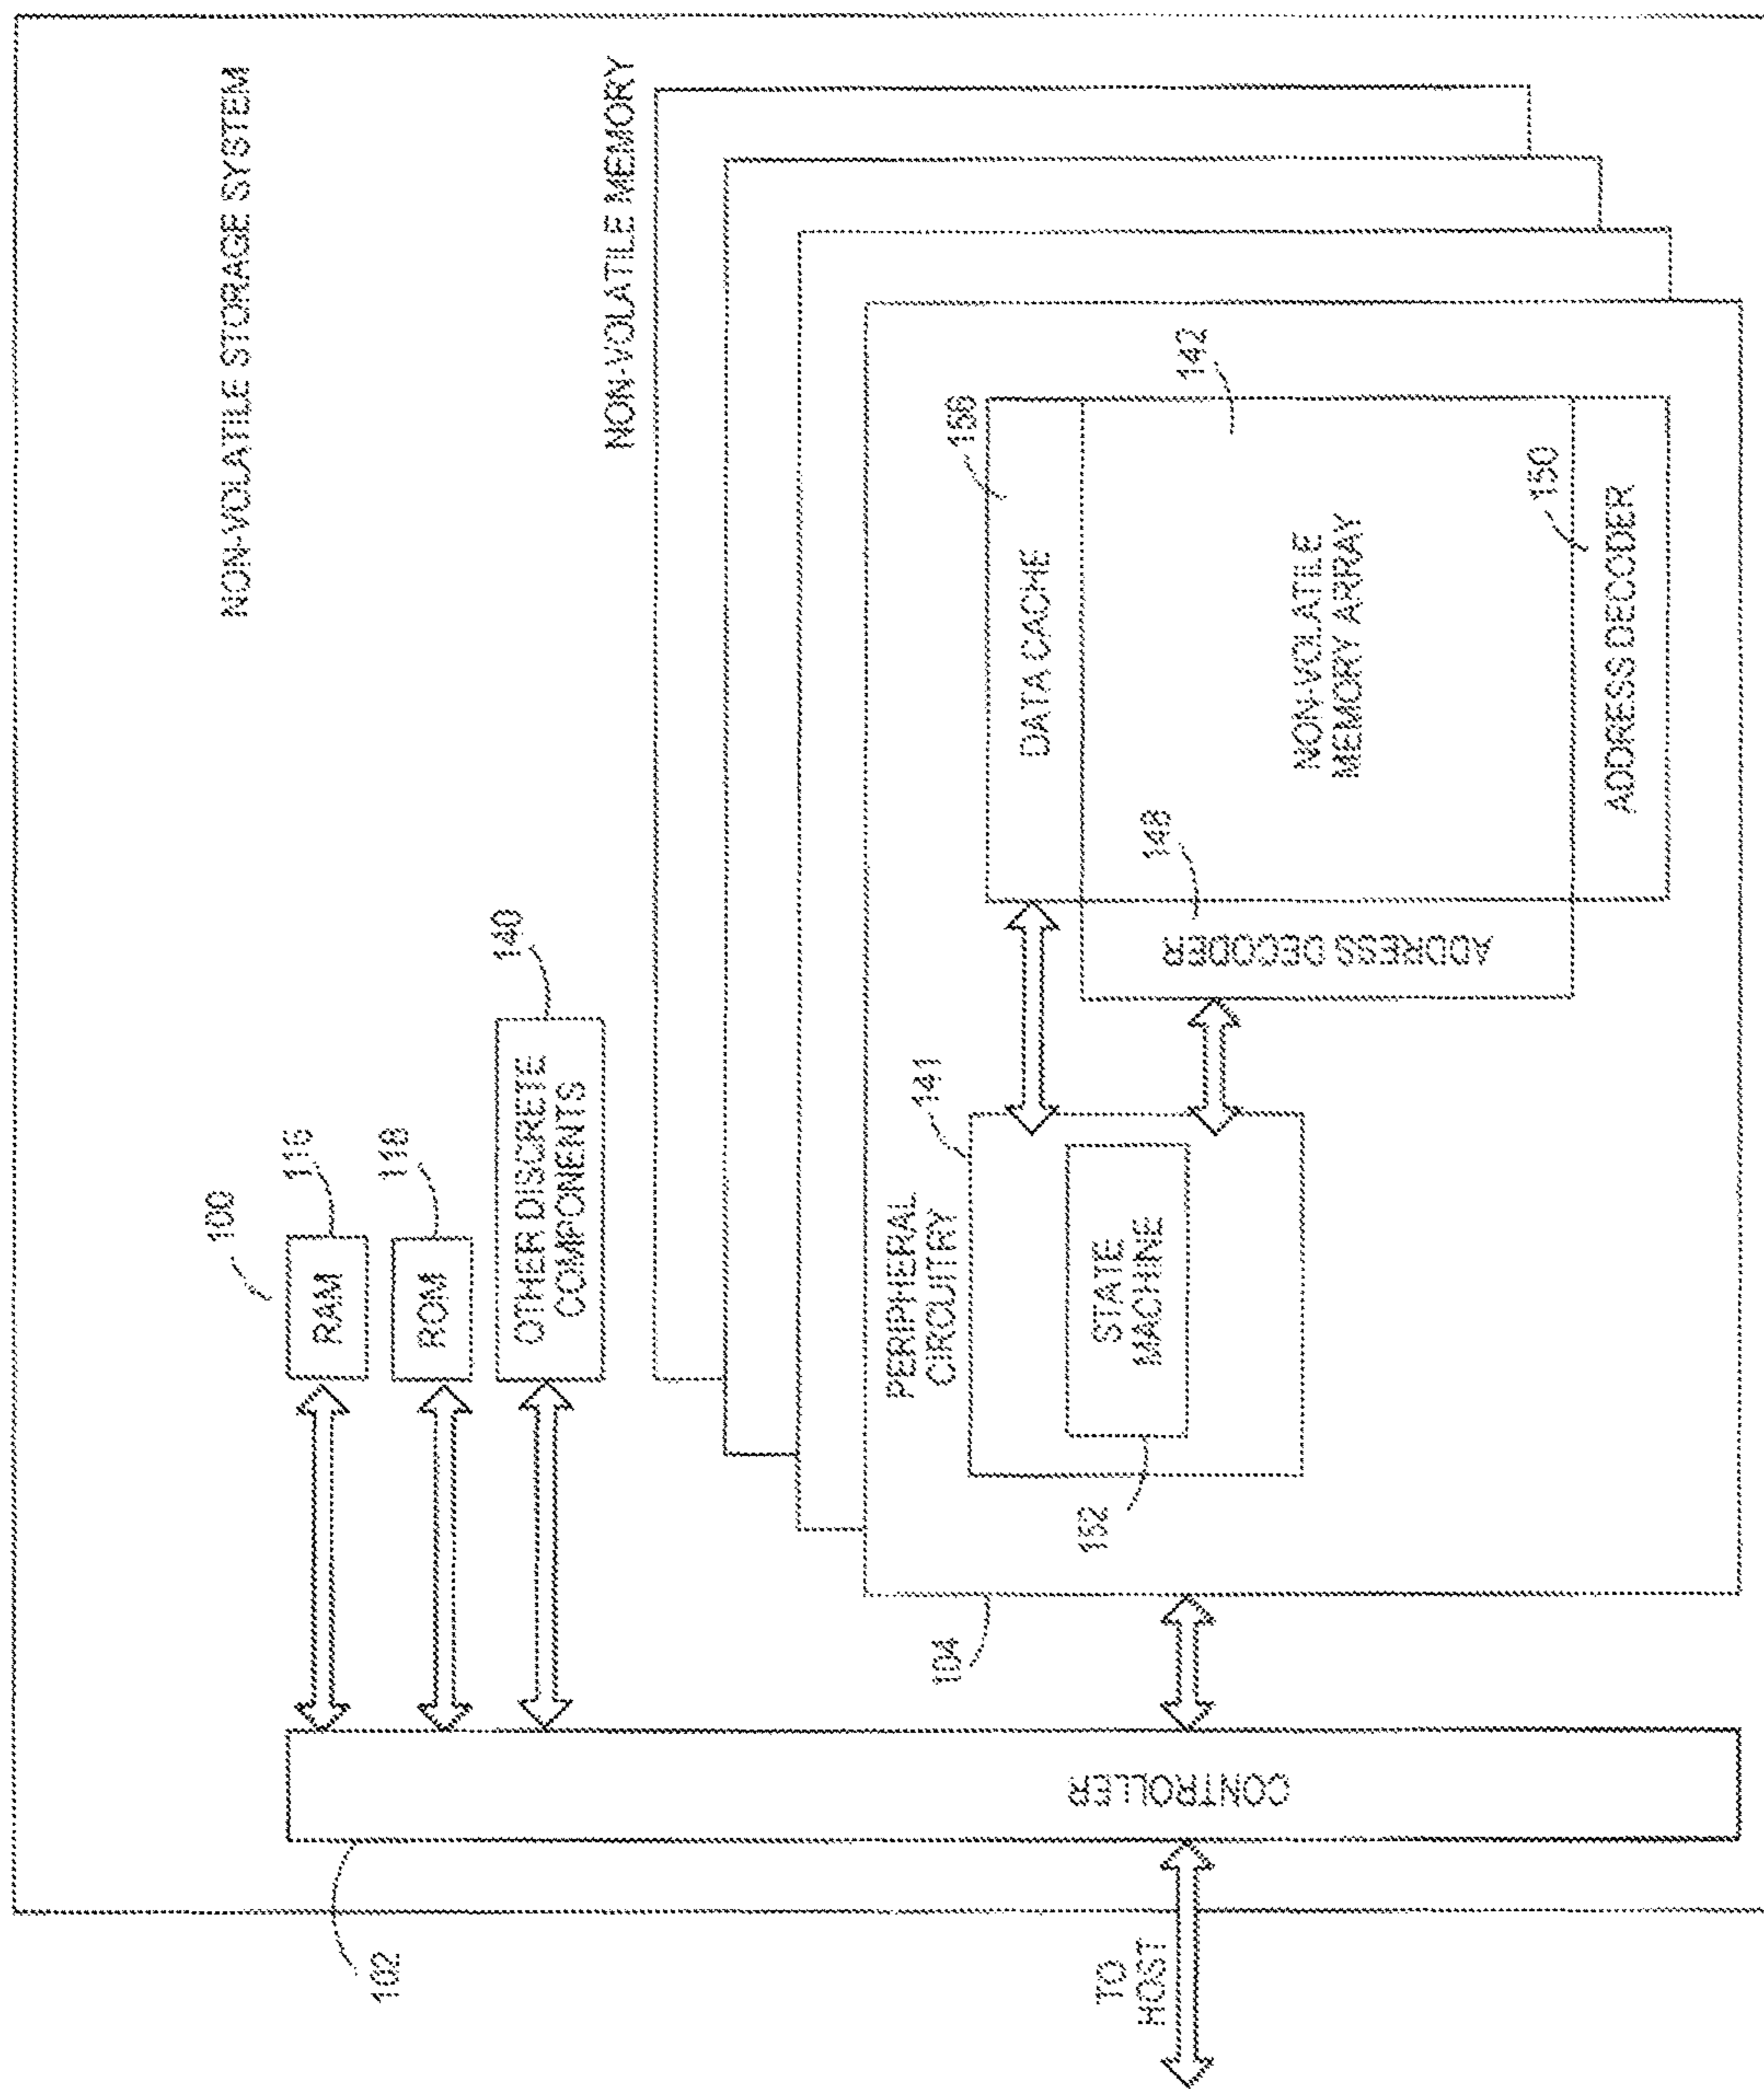 NON-VOLATILE STORAGE SYSTEM
100
RAM
116
ROM
118
OTHER DISCRETE
COMPONENTS
140
NON-VOLATILE MEMORY
102
CONTROLLER
TO
HOST
104
PERIPHERAL
CIRCUITRY
141
STATE
MACHINE
152
DATA CACHE
156
ADDRESS DECODER
148
NON-VOLATILE
MEMORY ARRAY
142
ADDRESS DECODER
150